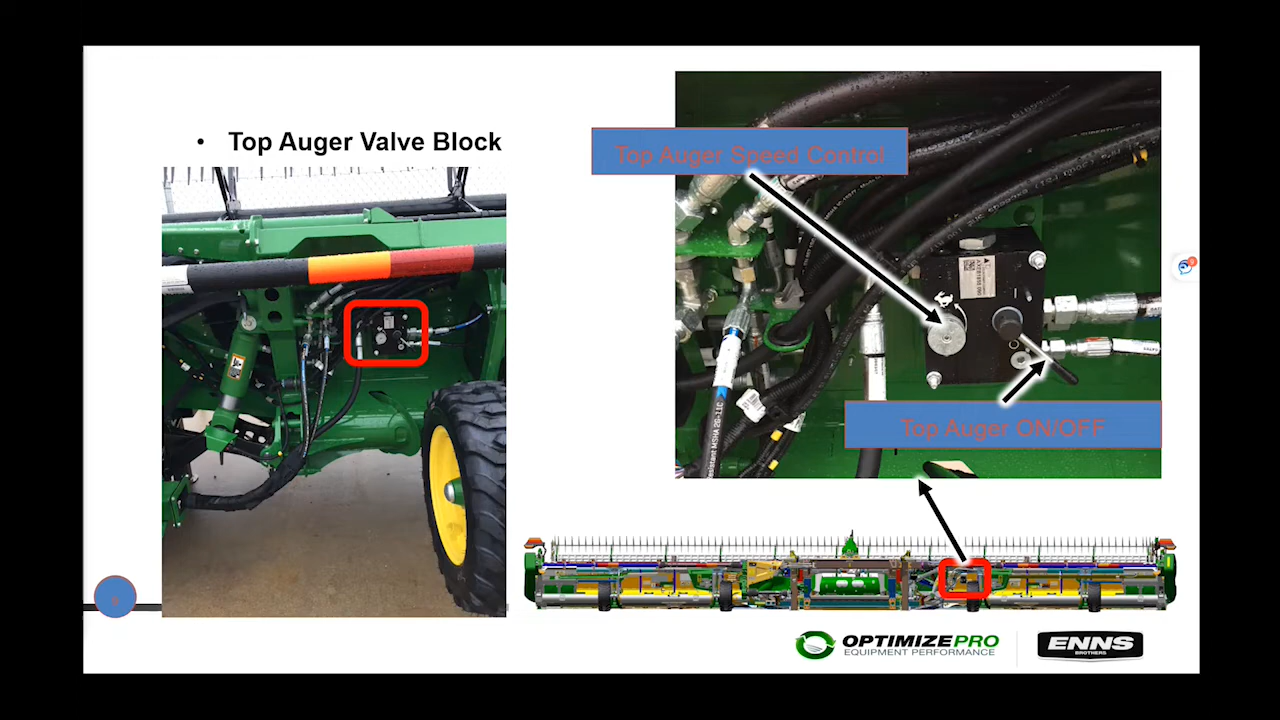 • Top Auger Valve Block
Top Auger Speed Control
Top Auger ON/OFF
OPTIMIZEPRO
EQUIPMENT PERFORMANCE
ENNS
BROTHERS